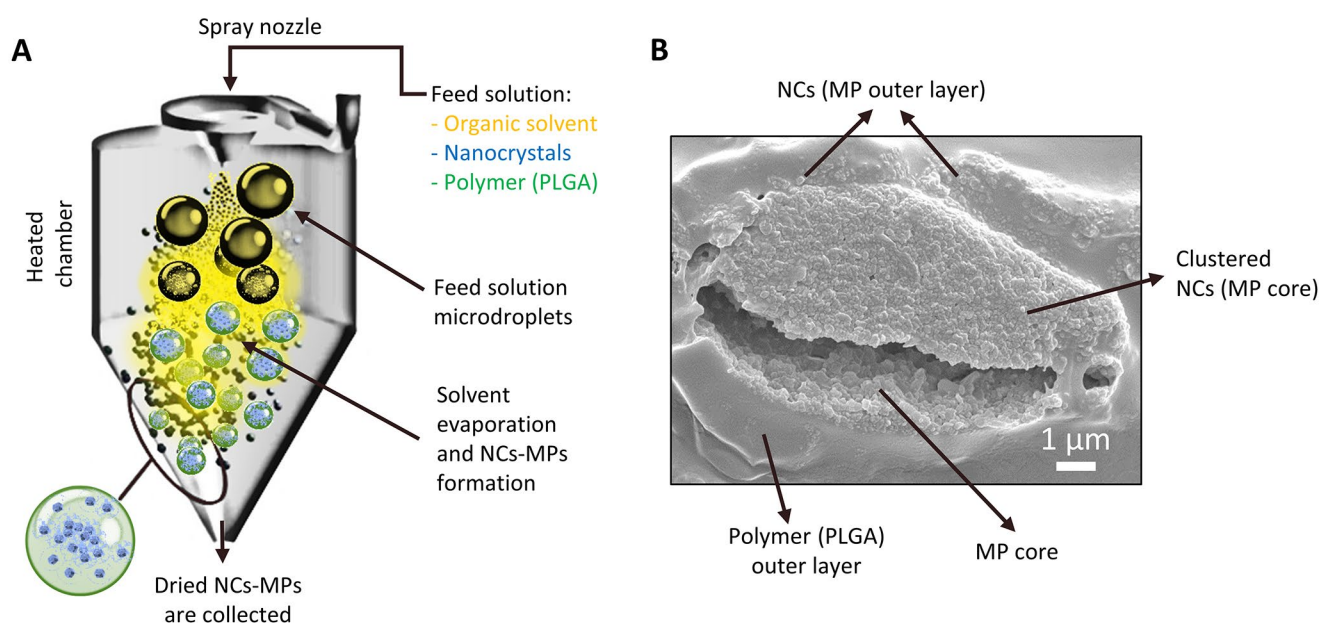 A
Spray nozzle
Feed solution:
- Organic solvent
- Nanocrystals
- Polymer (PLGA)
Heated
chamber
Feed solution
microdroplets
Solvent
evaporation
and NCs-MPs
formation
Dried NCs-MPs
are collected
B
NCs (MP outer layer)
Clustered
NCs (MP core)
1 µm
Polymer (PLGA)
outer layer
MP core